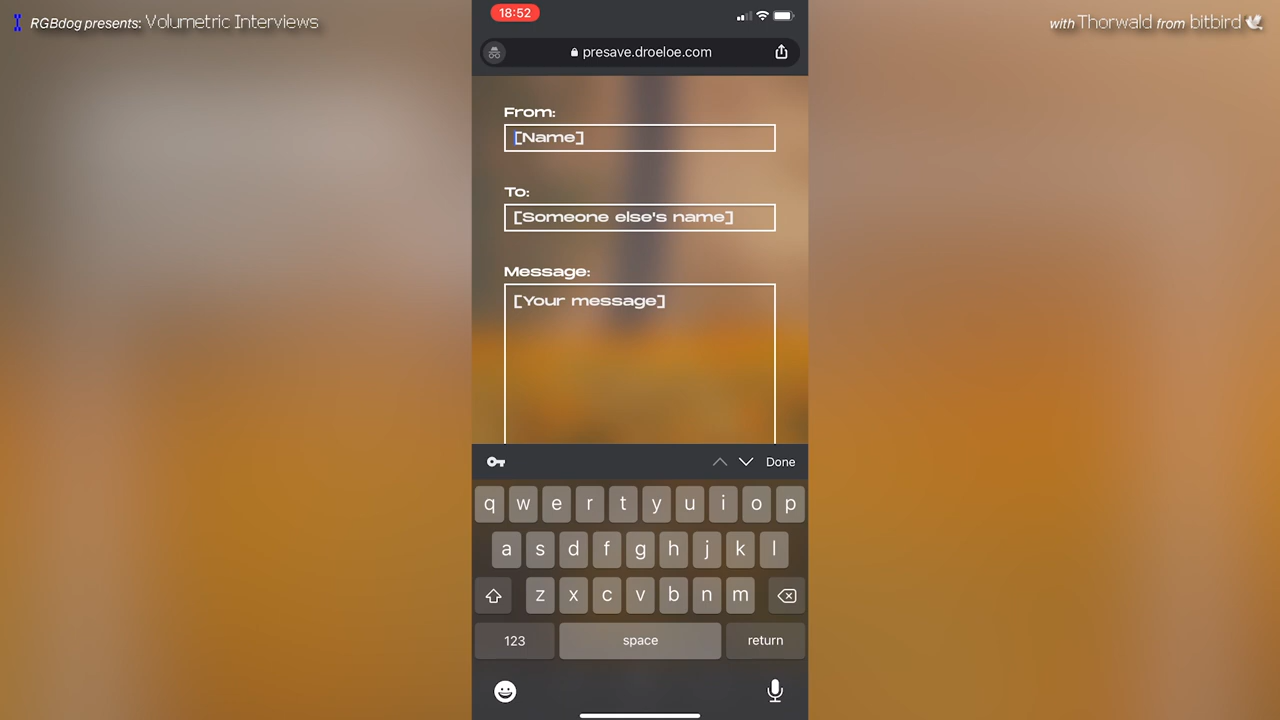 RGBdog presents: Volumetric Interviews
with Thorwald from bitbird
18:52
presave.droeloe.com
From:
[Name]
To:
[Someone else's name]
Message:
[Your message]
Done
q w e r t y u i o p
a s d f g h j k l
z x c v b n m
123 space return